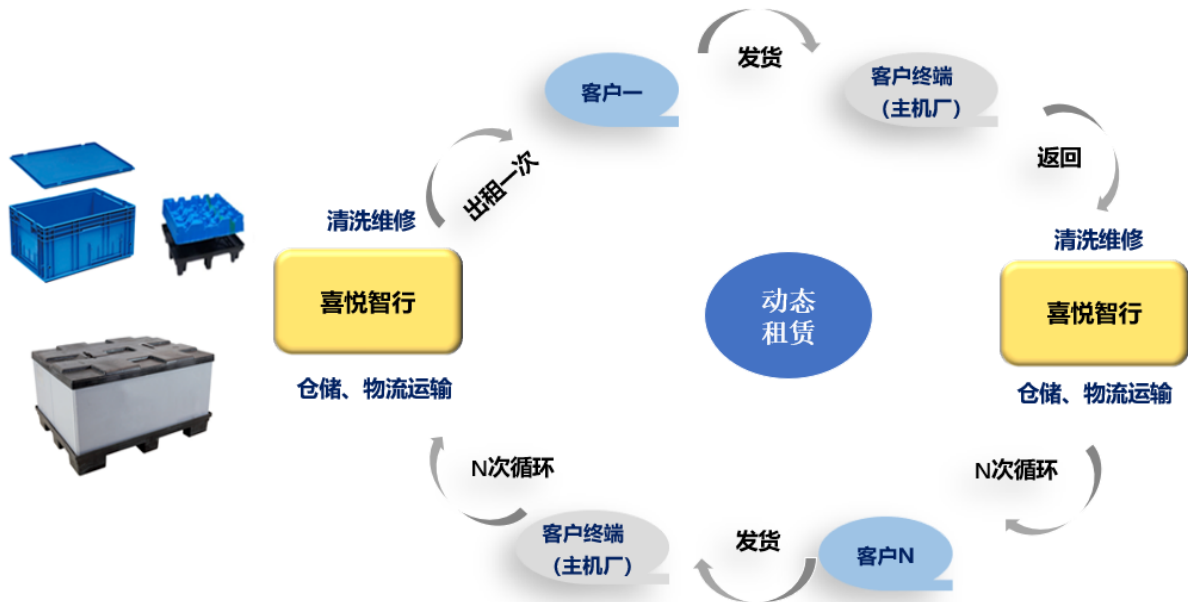 发货
客户一
客户终端
（主机厂）
出租一次
返回
清洗维修
喜悦智行
仓储、物流运输
动态
租赁
清洗维修
喜悦智行
仓储、物流运输
N次循环
N次循环
客户终端
（主机厂）
发货
客户N